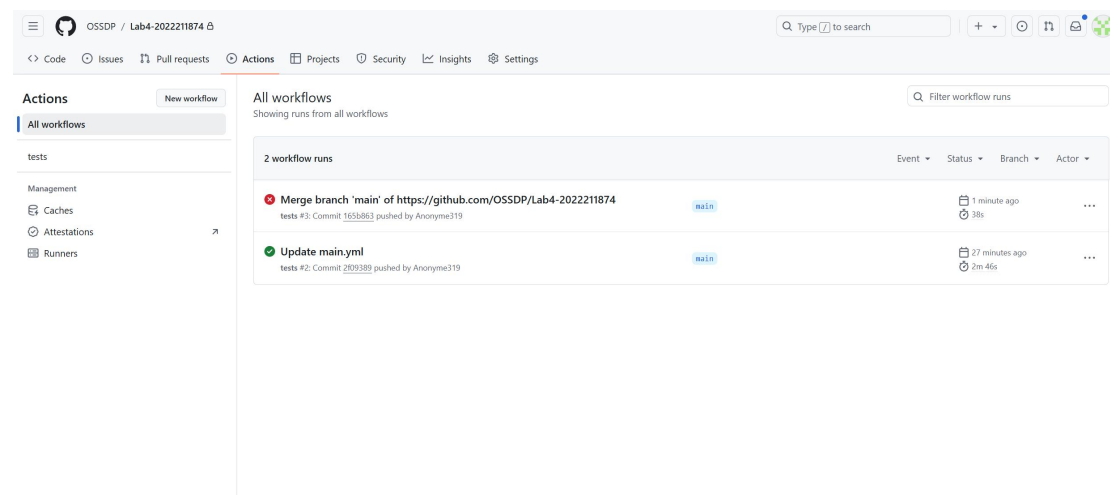 OSSDP / Lab4-2022211874
Type / to search
<> Code Issues Pull requests Actions Projects Security Insights Settings
Actions New workflow
All workflows
tests
Management
Caches
Attestations
Runners
All workflows
Showing runs from all workflows
Filter workflow runs
2 workflow runs Event Status Branch Actor
Merge branch 'main' of https://github.com/OSSDP/Lab4-2022211874
tests #3: Commit 165b863 pushed by Anonyme319
main
1 minute ago
38s
Update main.yml
tests #2: Commit 2f09389 pushed by Anonyme319
main
27 minutes ago
2m 46s